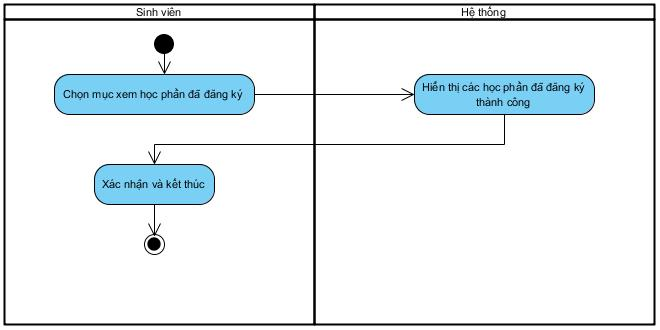 Sinh viên
Hệ thống
Chọn mục xem học phần đã đăng ký
Hiển thị các học phần đã đăng ký
thành công
Xác nhận và kết thúc